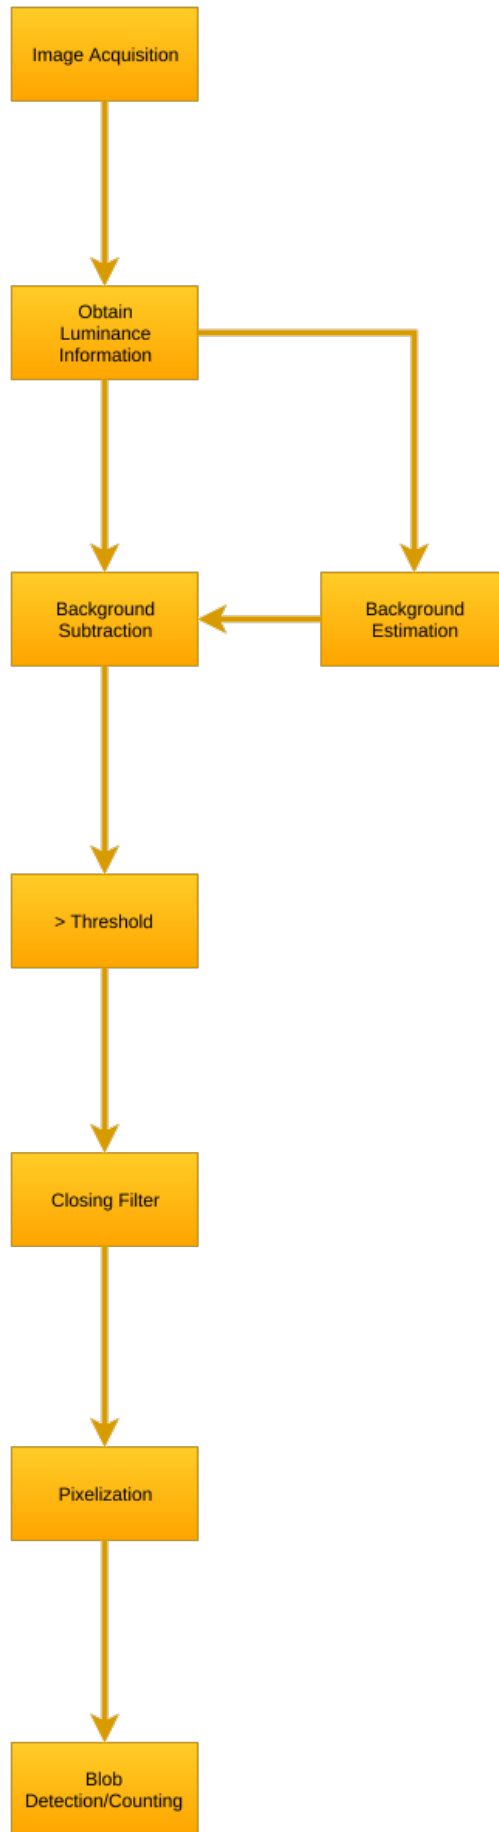 Image Acquisition
Obtain
Luminance
Information
Background
Subtraction
Background
Estimation
> Threshold
Closing Filter
Pixelization
Blob
Detection/Counting